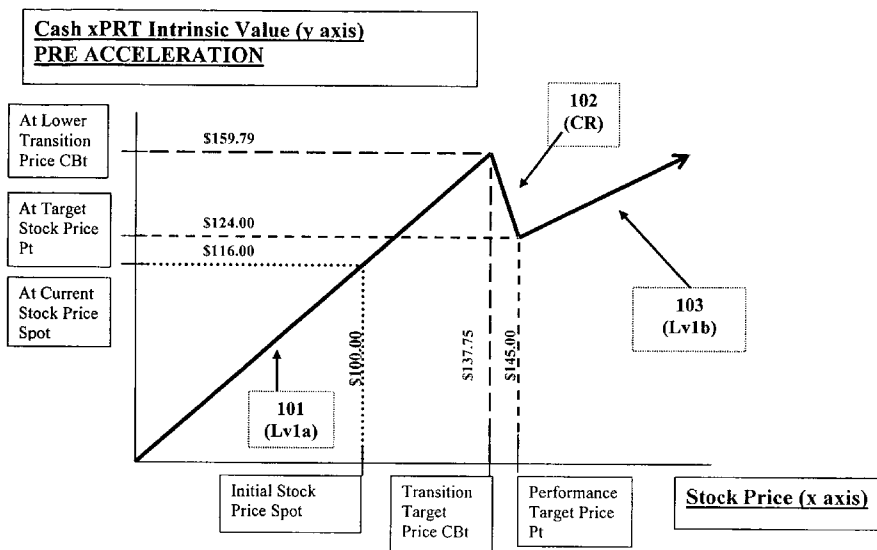 Cash xPRT Intrinsic Value (y axis)
PRE ACCELERATION
102
(CR)
At Lower
Transition
Price CBt
$159.79
At Target
Stock Price
Pt
$124.00
$116.00
At Current
Stock Price
Spot
103
(Lv1b)
$100.00
$137.75
$145.00
101
(Lv1a)
Initial Stock
Price Spot
Transition
Target
Price CBt
Performance
Target Price
Pt
Stock Price (x axis)